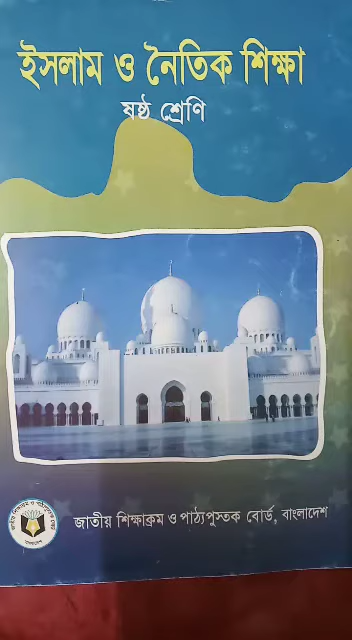 ইসলাম ও নৈতিক শিক্ষা
ষষ্ঠ শ্রেণি
জাতীয় শিক্ষাক্রম ও পাঠ্যপুস্তক বোর্ড, বাংলাদেশ